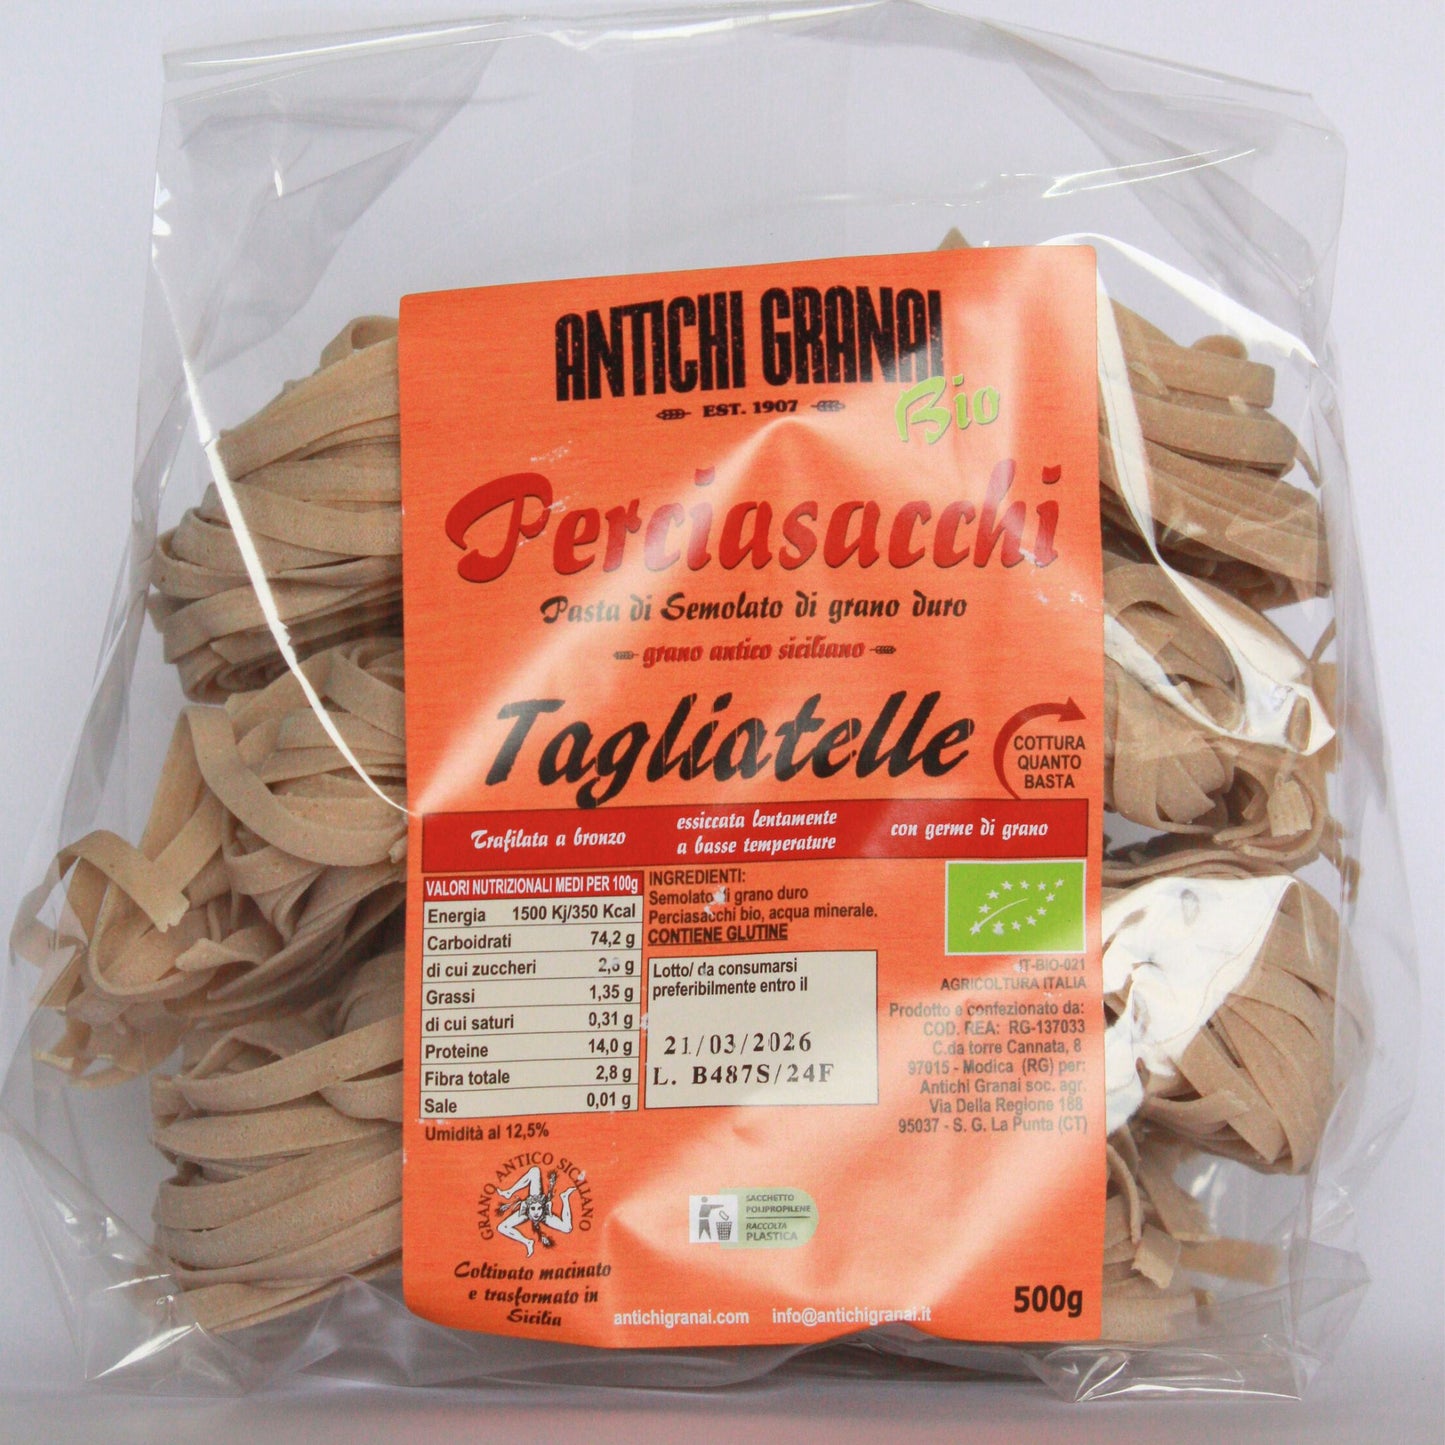 ANTICHI GRANAI
EST. 1907
Bio
Perciasacchi
Pasta di Semolato di grano duro
grano antico siciliano
Tagliatelle
COTTURA
QUANTO
BASTA
Trafilata a bronzo
essiccata lentamente
a basse temperature
con germe di grano
VALORI NUTRIZIONALI MEDI PER 100g
Energia 1500 Kj/350 Kcal
Carboidrati 74,2 g
di cui zuccheri g
Grassi 1,35 g
di cui saturi 0,31 g
Proteine 14,0 g
Fibra totale 2,8 g
Sale 0,01 g
Umidità al 12,5%
INGREDIENTI:
Semolato di grano duro
Perciasacchi bio, acqua minerale.
CONTIENE GLUTINE
Lotto/ da consumarsi
preferibilmente entro il
21/03/2026
L. B487S/24F
IT-BIO-021
AGRICOLTURA ITALIA
Prodotto e confezionato da:
COD. REA: RG-137033
C.da torre Cannata, 8
97015 - Modica (RG) per:
Antichi Granai soc. agr.
Via Della Regione 188
95037 - S. G. La Punta (CT)
GRANO ANTICO SICILIANO
Coltivato macinato
e trasformato in
Sicilia
SACCHETTO
POLIPROPILENE
RACCOLTA
PLASTICA
antichigranai.com info@antichigranai.it
500g